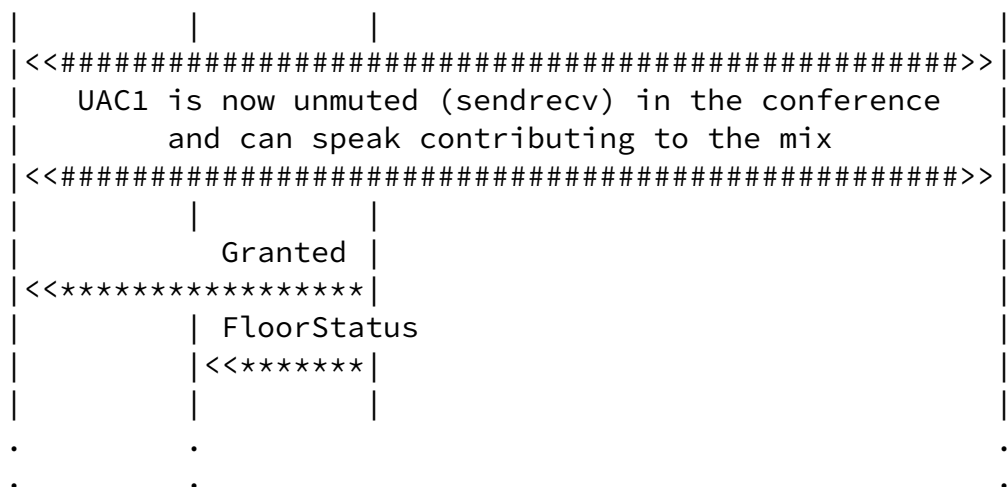 |         |         |                                  |
|<<##################################################>>|
|   UAC1 is now unmuted (sendrecv) in the conference   |
|        and can speak contributing to the mix         |
|<<##################################################>>|
|         |         |                                  |
|           Granted |                                  |
|<<*****************|                                  |
|         | FloorStatus                                |
|         |<<*******|                                  |
|         |         |                                  |
.         .                                            .
.         .                                            .